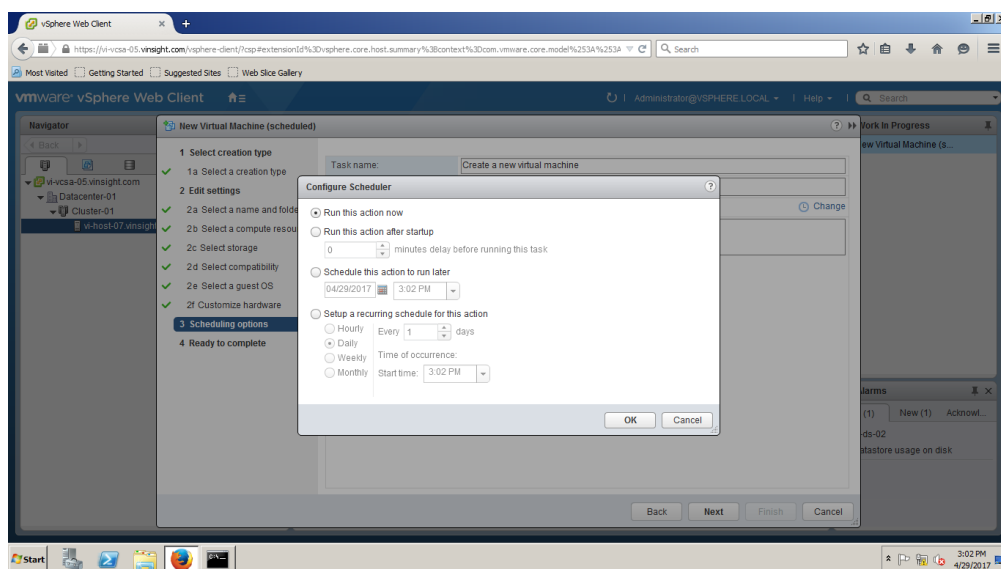 vSphere Web Client
https://vi-vcsa-05.vinsight.com/vsphere-client/?csp#extensionId%3Dvsphere.core.host.summary%3Bcontext%3Dcom.vmware.core.model%253A%253A
Search
Most Visited Getting Started Suggested Sites Web Slice Gallery
vmware vSphere Web Client
Administrator@VSPHERE.LOCAL | Help | Search
Navigator
Back
vi-vcsa-05.vinsight.com
Datacenter-01
Cluster-01
vi-host-07.vinsigh
New Virtual Machine (scheduled)
1 Select creation type
1a Select a creation type
2 Edit settings
2a Select a name and folde
2b Select a compute resou
2c Select storage
2d Select compatibility
2e Select a guest OS
2f Customize hardware
3 Scheduling options
4 Ready to complete
Task name: Create a new virtual machine
Change
Configure Scheduler
Run this action now
Run this action after startup
0 minutes delay before running this task
Schedule this action to run later
04/29/2017 3:02 PM
Setup a recurring schedule for this action
Hourly
Daily
Weekly
Monthly
Every 1 days
Time of occurrence:
Start time: 3:02 PM
OK Cancel
Back Next Finish Cancel
Work In Progress
ew Virtual Machine (s...
Alarms
(1) New (1) Acknowl...
-ds-02
atastore usage on disk
Start
3:02 PM
4/29/2017